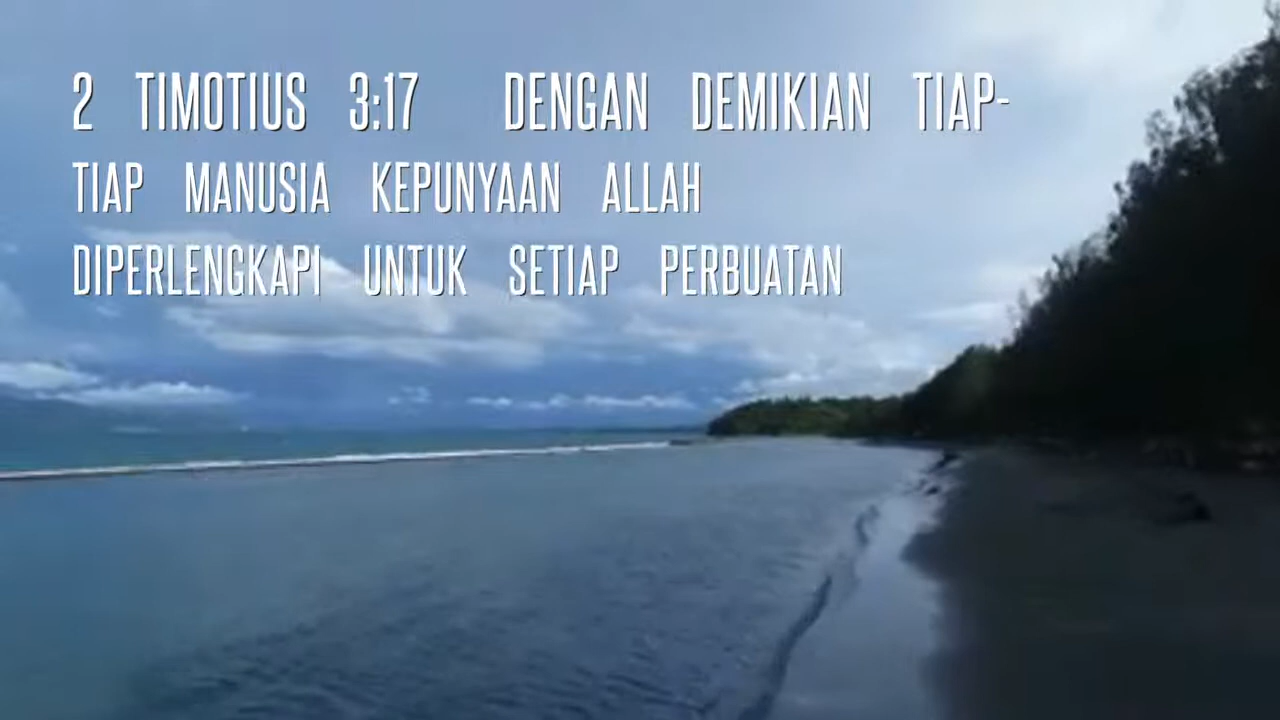 2 TIMOTIUS 3:17 DENGAN DEMIKIAN TIAP-
TIAP MANUSIA KEPUNYAAN ALLAH
DIPERLENGKAPI UNTUK SETIAP PERBUATAN